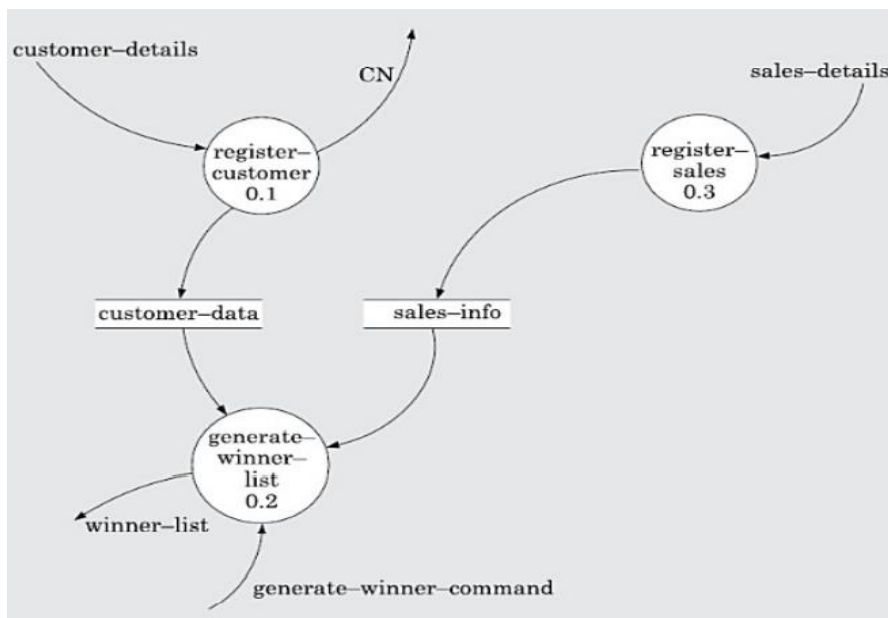 customer–details
CN
sales–details
register–
customer
0.1
register–
sales
0.3
customer–data
sales–info
generate–
winner–
list
0.2
winner–list
generate–winner–command